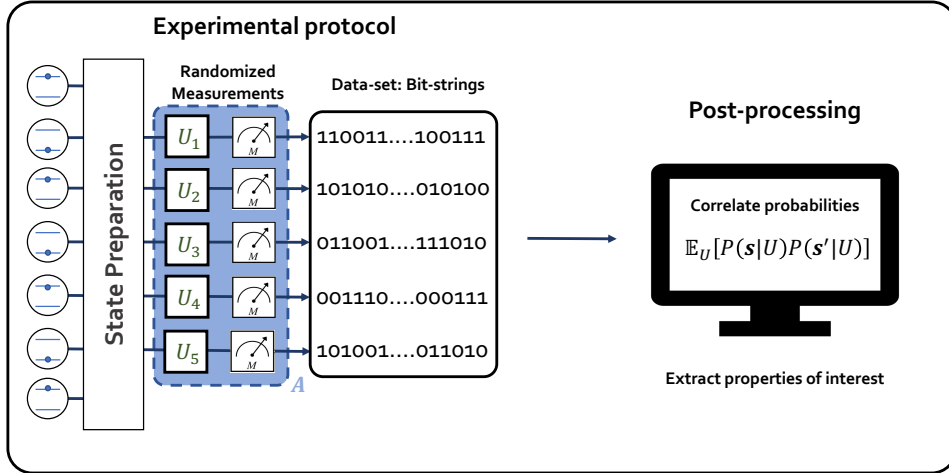 Experimental protocol
State Preparation
Randomized
Measurements
U₁ M
U₂ M
U₃ M
U₄ M
U₅ M
A
Data-set: Bit-strings
110011....100111
101010....010100
011001....111010
001110....000111
101001....011010
Post-processing
Correlate probabilities
𝔼_U[P(s|U)P(s′|U)]
Extract properties of interest